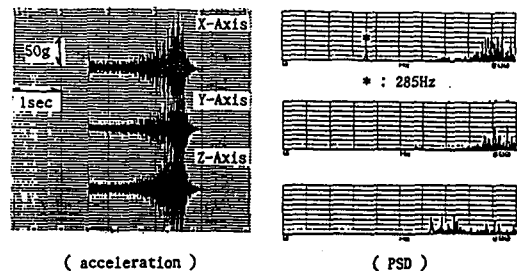 X-Axis
50g
* : 285Hz
1sec
Y-Axis
Z-Axis
( acceleration )
( PSD )